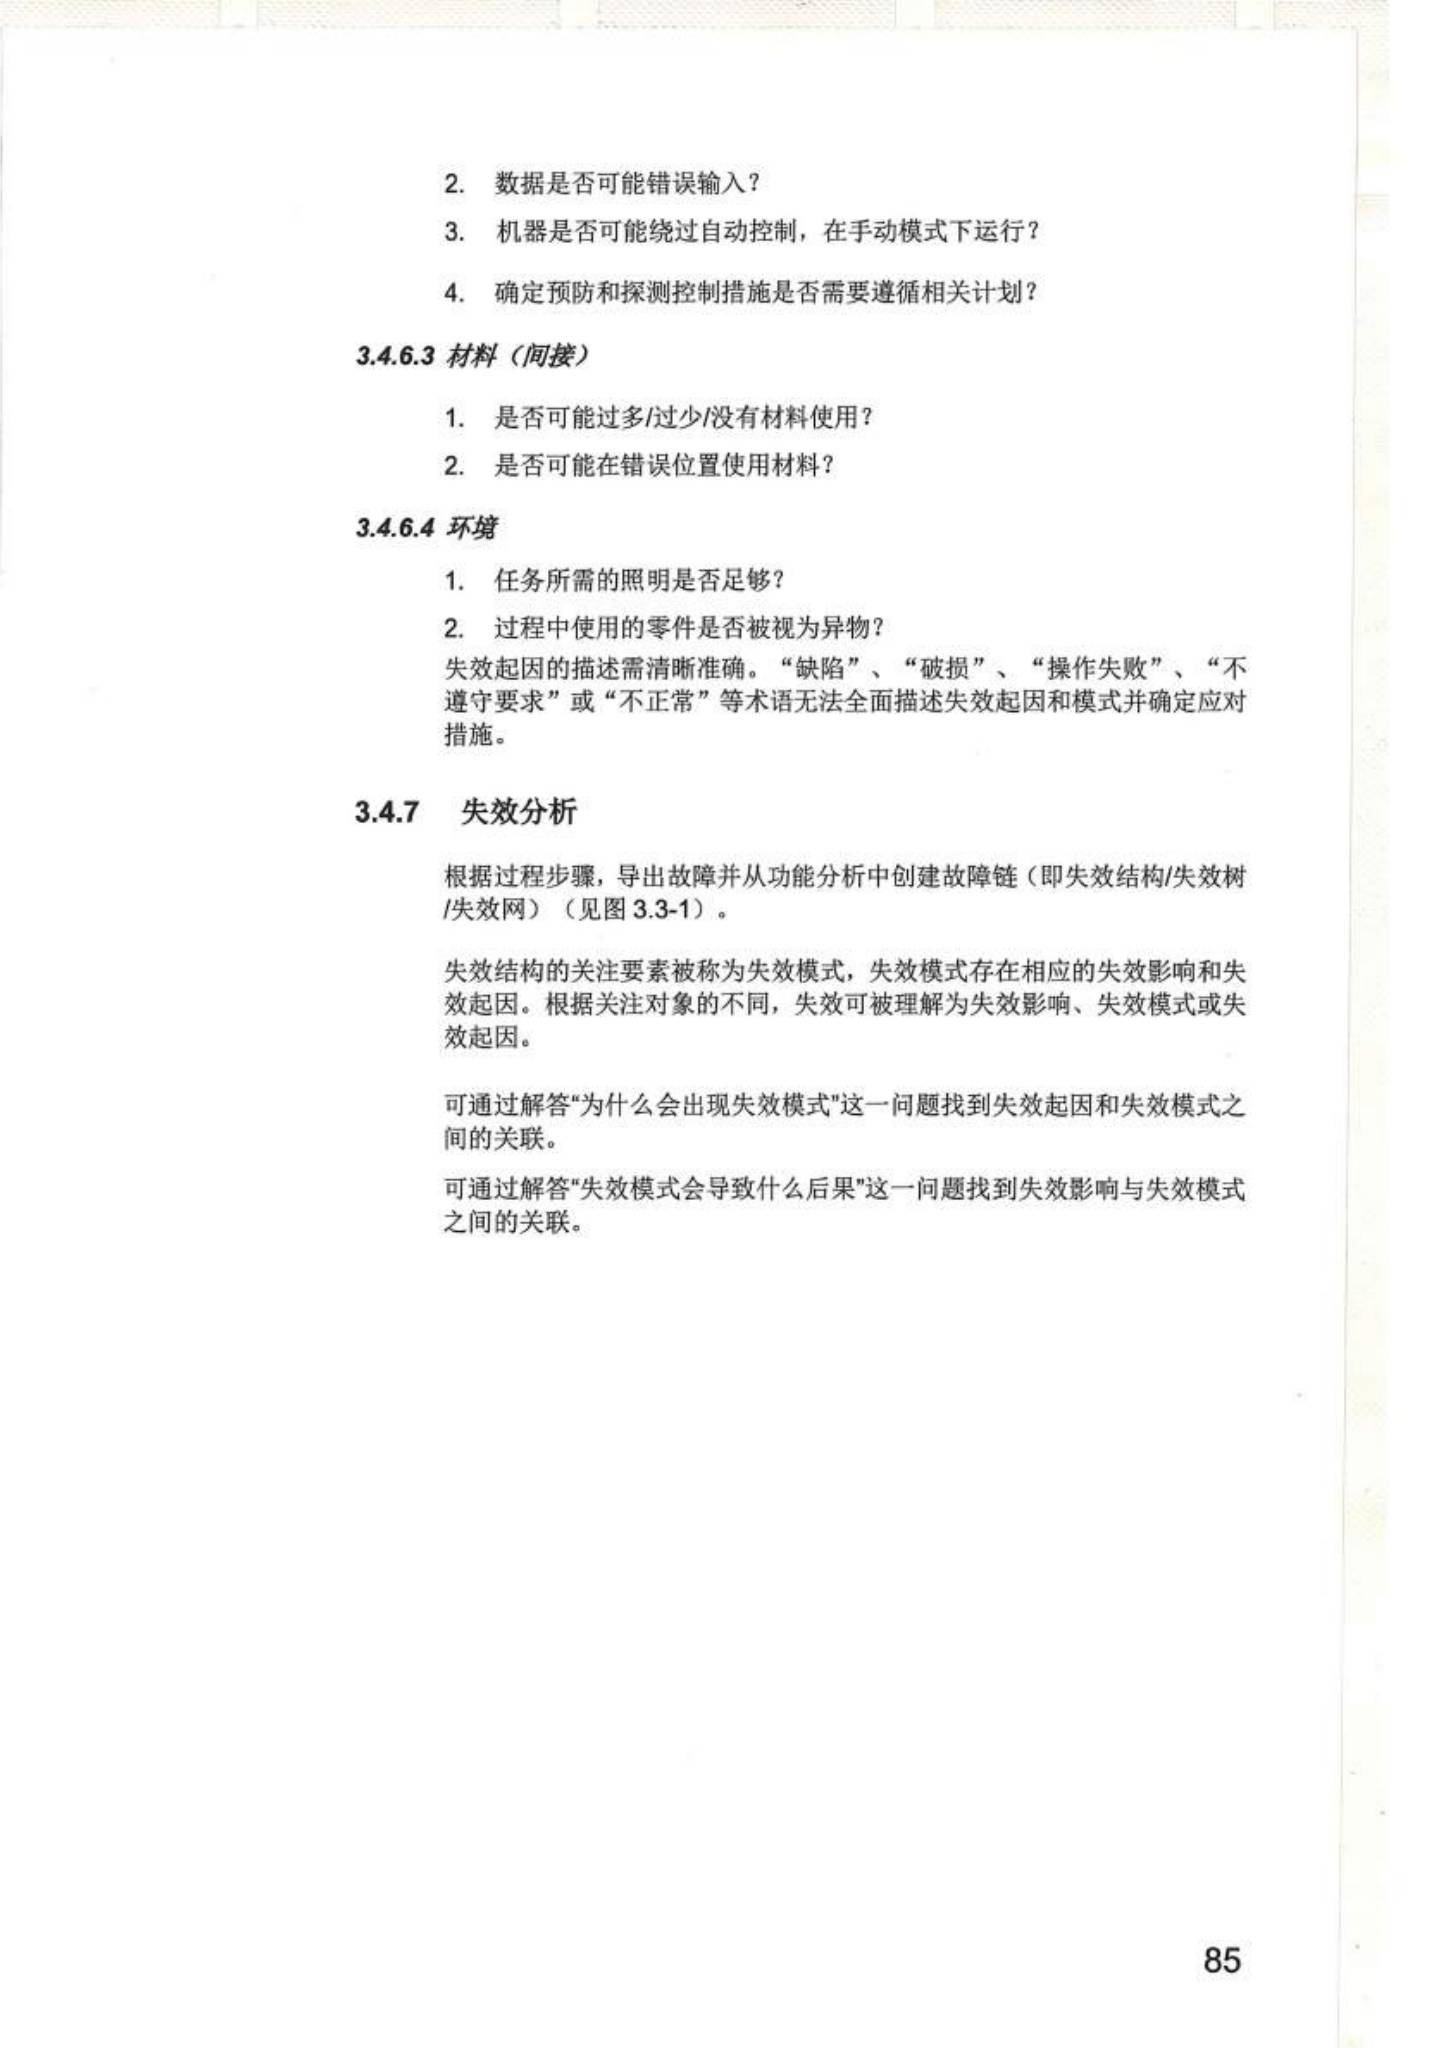 2. 数据是否可能错误输入？
3. 机器是否可能绕过自动控制，在手动模式下运行？
4. 确定预防和探测控制措施是否需要遵循相关计划？
3.4.6.3 材料（间接）
1. 是否可能过多/过少/没有材料使用？
2. 是否可能在错误位置使用材料？
3.4.6.4 环境
1. 任务所需的照明是否足够？
2. 过程中使用的零件是否被视为异物？
失效起因的描述需清晰准确。“缺陷”、“破损”、“操作失败”、“不
遵守要求”或“不正常”等术语无法全面描述失效起因和模式并确定应对
措施。
3.4.7 失效分析
根据过程步骤，导出故障并从功能分析中创建故障链（即失效结构/失效树
/失效网）（见图 3.3-1）。
失效结构的关注要素被称为失效模式，失效模式存在相应的失效影响和失
效起因。根据关注对象的不同，失效可被理解为失效影响、失效模式或失
效起因。
可通过解答“为什么会出现失效模式”这一问题找到失效起因和失效模式之
间的关联。
可通过解答“失效模式会导致什么后果”这一问题找到失效影响与失效模式
之间的关联。
85